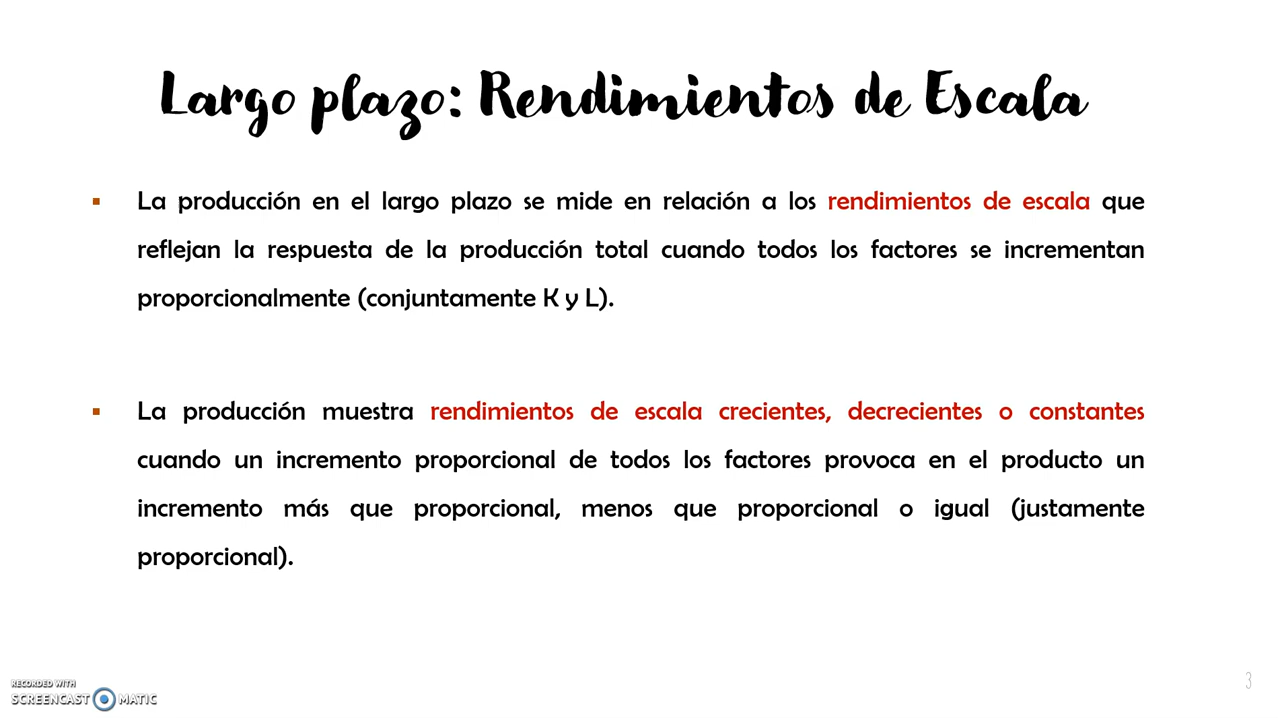 Largo plazo: Rendimientos de Escala
La producción en el largo plazo se mide en relación a los rendimientos de escala que
reflejan la respuesta de la producción total cuando todos los factores se incrementan
proporcionalmente (conjuntamente K y L).
La producción muestra rendimientos de escala crecientes, decrecientes o constantes
cuando un incremento proporcional de todos los factores provoca en el producto un
incremento más que proporcional, menos que proporcional o igual (justamente
proporcional).
RECORDED WITH
SCREENCAST MATIC
3